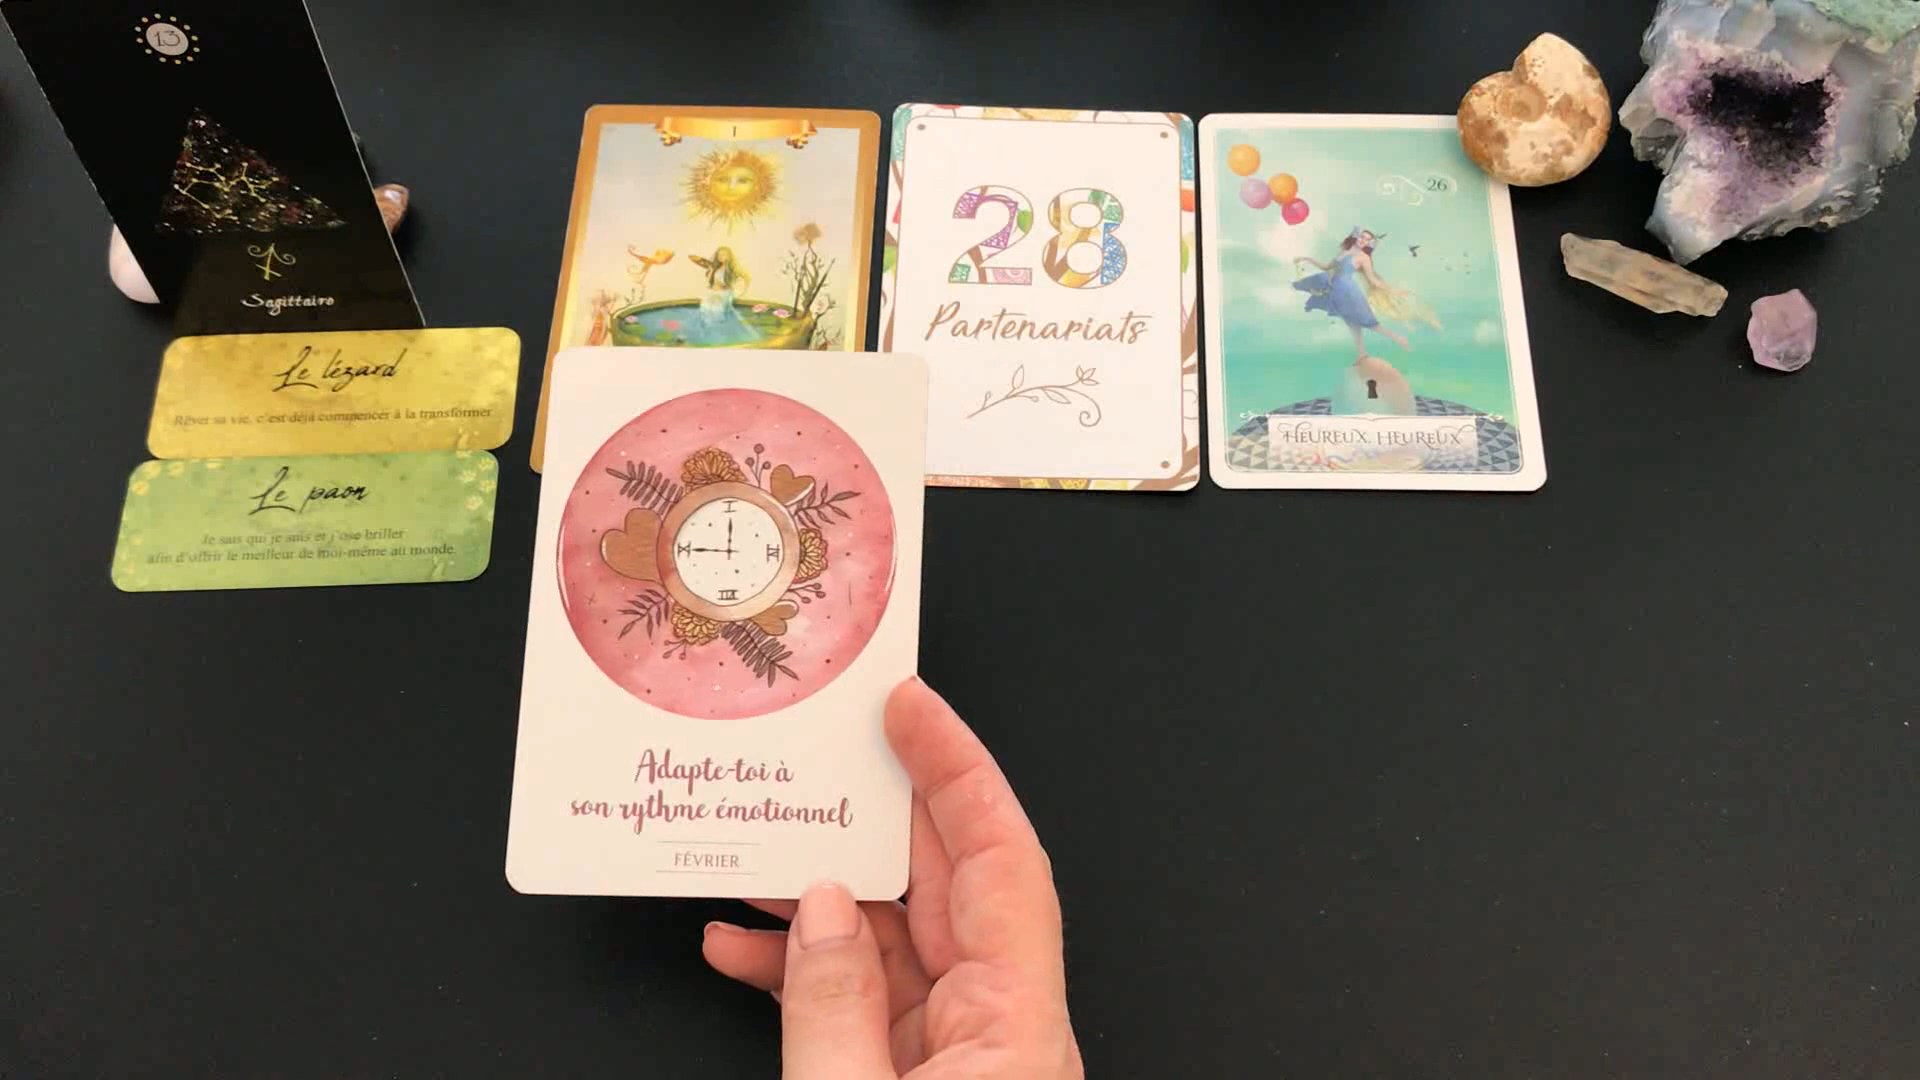 13
Sagittaire
Le lézard
Rêver sa vie, c'est déjà commencer à la transformer
Le paon
Je sais qui je suis et j'ose briller
afin d'offrir le meilleur de moi-même au monde.
I
28
Partenariats
26
HEUREUX, HEUREUX
Adapte-toi à
son rythme émotionnel
FÉVRIER